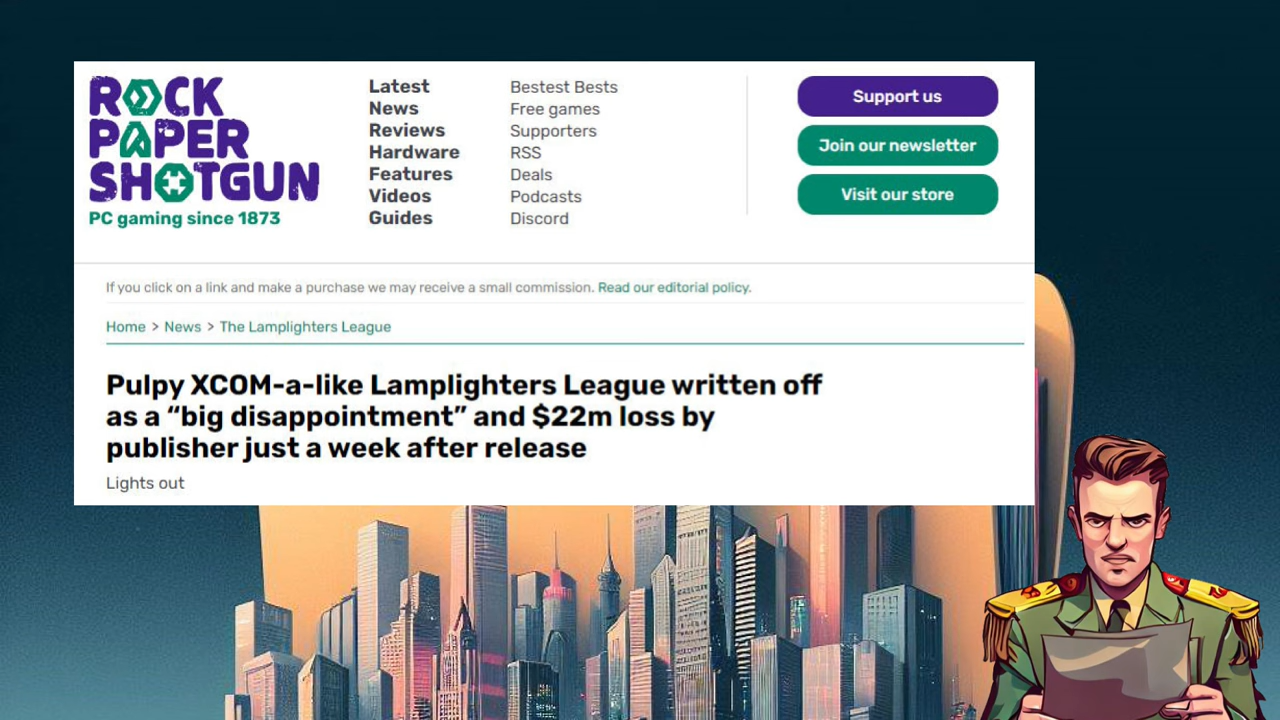 ROCK
PAPER
SHOTGUN
PC gaming since 1873
Latest
News
Reviews
Hardware
Features
Videos
Guides
Bestest Bests
Free games
Supporters
RSS
Deals
Podcasts
Discord
Support us
Join our newsletter
Visit our store
If you click on a link and make a purchase we may receive a small commission. Read our editorial policy.
Home > News > The Lamplighters League
Pulpy XCOM-a-like Lamplighters League written off
as a “big disappointment” and $22m loss by
publisher just a week after release
Lights out